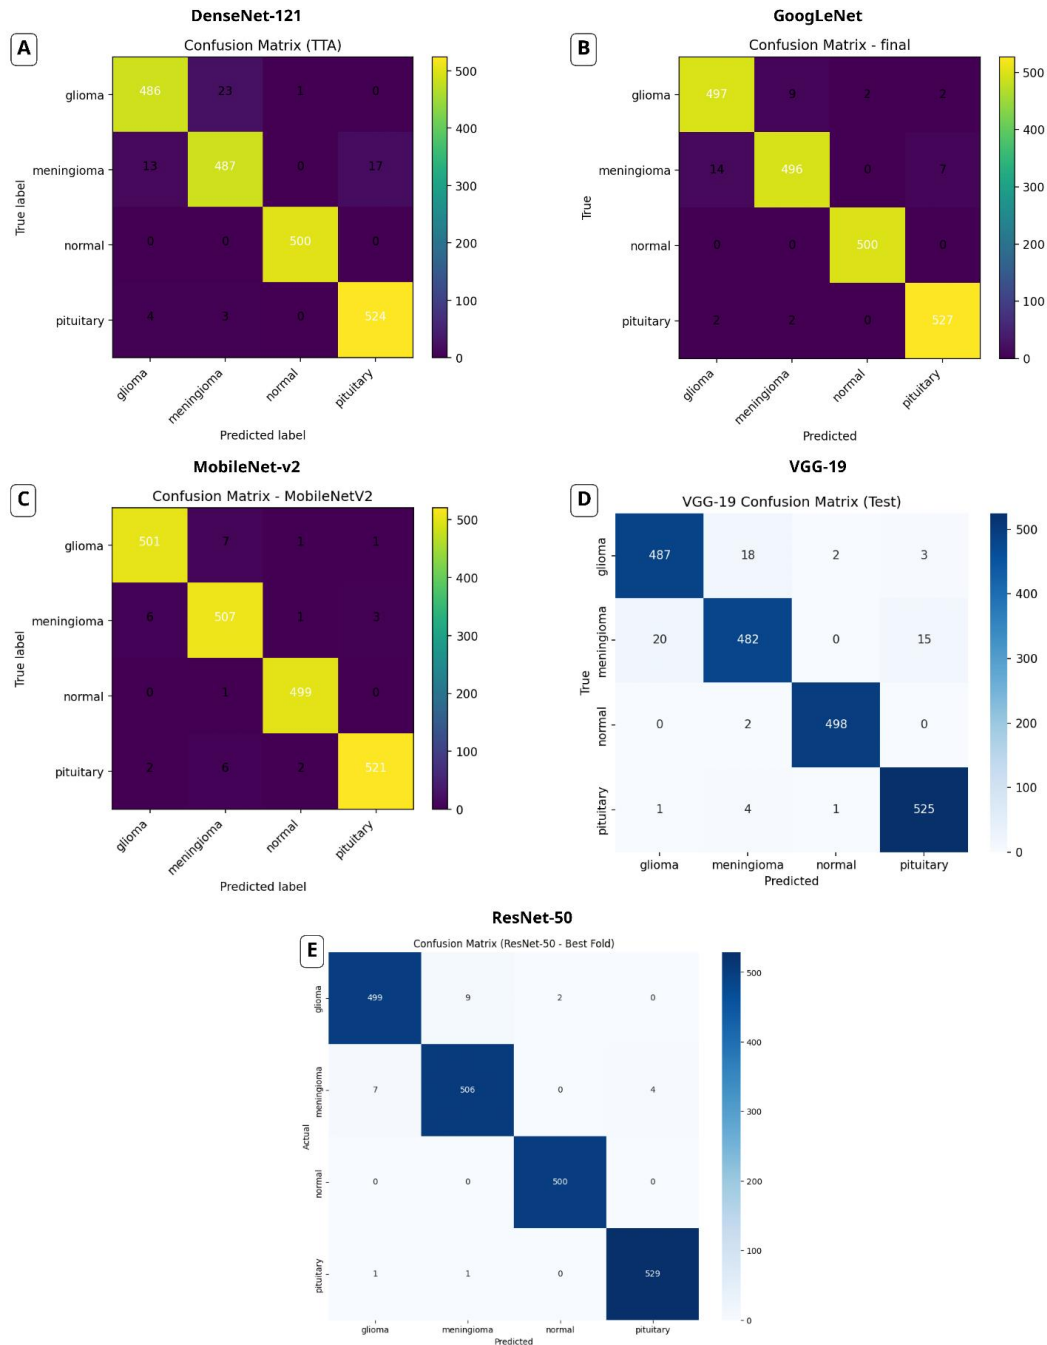 DenseNet-121
A
Confusion Matrix (TTA)
True label
glioma 486 23 1 0
meningioma 13 487 0 17
normal 0 0 500 0
pituitary 4 3 0 524
glioma meningioma normal pituitary
Predicted label
500
400
300
200
100
0
GoogLeNet
B
Confusion Matrix - final
True
glioma 497 9 2 2
meningioma 14 496 0 7
normal 0 0 500 0
pituitary 2 2 0 527
glioma meningioma normal pituitary
Predicted
500
400
300
200
100
0
MobileNet-v2
C
Confusion Matrix - MobileNetV2
True label
glioma 501 7 1 1
meningioma 6 507 1 3
normal 0 1 499 0
pituitary 2 6 2 521
glioma meningioma normal pituitary
Predicted label
500
400
300
200
100
0
VGG-19
D
VGG-19 Confusion Matrix (Test)
True
glioma 487 18 2 3
meningioma 20 482 0 15
normal 0 2 498 0
pituitary 1 4 1 525
glioma meningioma normal pituitary
Predicted
500
400
300
200
100
0
ResNet-50
E
Confusion Matrix (ResNet-50 - Best Fold)
Actual
glioma 499 9 2 0
meningioma 7 506 0 4
normal 0 0 500 0
pituitary 1 1 0 529
glioma meningioma normal pituitary
Predicted
500
400
300
200
100
0